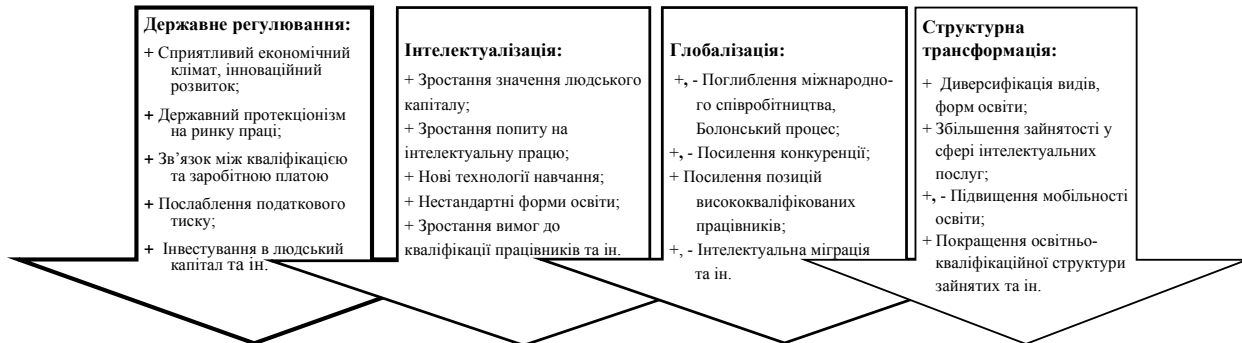 Державне регулювання:
+ Сприятливий економічний
клімат, інноваційний
розвиток;
+ Державний протекціонізм
на ринку праці;
+ Зв’язок між кваліфікацією
та заробітною платою
+ Послаблення податкового
тиску;
+ Інвестування в людський
капітал та ін.
Інтелектуалізація:
+ Зростання значення людського
капіталу;
+ Зростання попиту на
інтелектуальну працю;
+ Нові технології навчання;
+ Нестандартні форми освіти;
+ Зростання вимог до
кваліфікації працівників та ін.
Глобалізація:
+, - Поглиблення міжнародно-
го співробітництва,
Болонський процес;
+, - Посилення конкуренції;
+ Посилення позицій
висококваліфікованих
працівників;
+, - Інтелектуальна міграція
та ін.
Структурна
трансформація:
+ Диверсифікація видів,
форм освіти;
+ Збільшення зайнятості у
сфері інтелектуальних
послуг;
+, - Підвищення мобільності
освіти;
+ Покращення освітньо-
кваліфікаційної структури
зайнятих та ін.